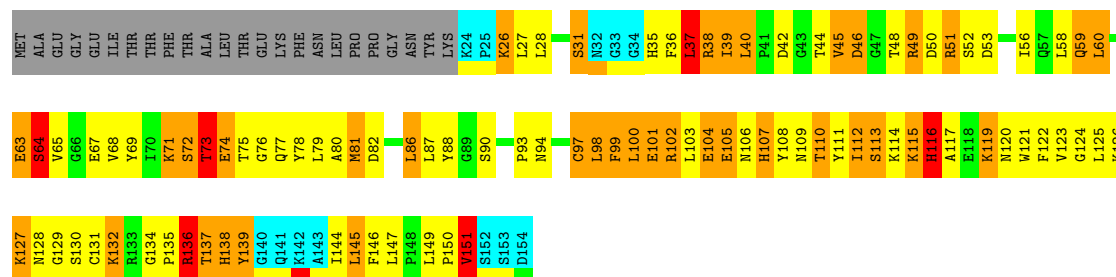 MET ALA GLU GLY GLU ILE THR THR PHE THR ALA LEU THR GLU LYS PHE ASN LEU PRO PRO GLY ASN TYR LYS K24 P25 K26 L27 L28 S31 N32 G33 G34 H35 F36 L37 R38 I39 L40 P41 D42 G43 T44 V45 D46 G47 T48 R49 D50 R51 S52 D53 I56 Q57 L58 Q59 L60
E63 S64 V65 G66 E67 V68 Y69 I70 K71 S72 T73 E74 T75 G76 Q77 Y78 L79 A80 M81 D82 L86 L87 Y88 G89 S90 P93 N94 C97 L98 F99 L100 E101 R102 L103 E104 E105 N106 H107 Y108 N109 T110 Y111 I112 S113 K114 K115 H116 A117 E118 K119 N120 W121 F122 V123 G124 L125
K127 N128 G129 S130 C131 K132 R133 G134 P135 R136 T137 H138 Y139 G140 Q141 K142 A143 I144 L145 F146 L147 P148 L149 P150 V151 S152 S153 D154